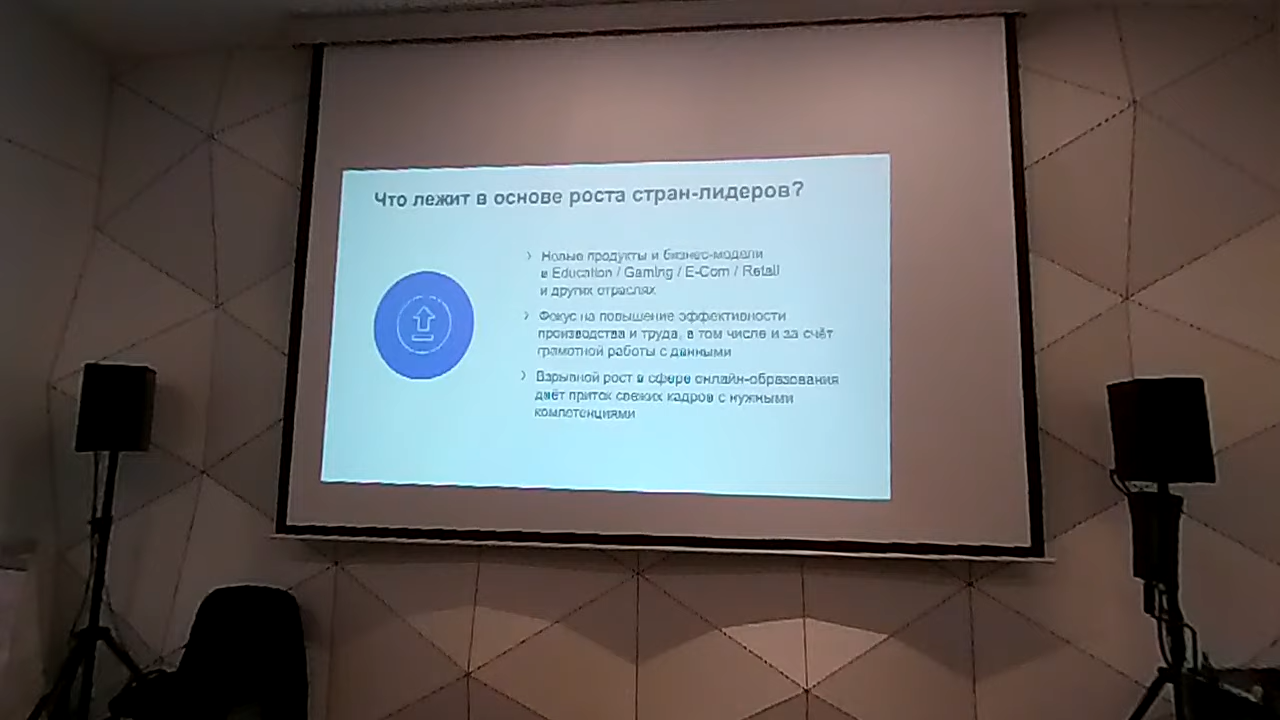 Что лежит в основе роста стран-лидеров?
› Новые продукты и бизнес-модели
в Education / Gaming / E-Com / Retail
и других отраслях
› Фокус на повышение эффективности
производства и труда, в том числе и за счёт
грамотной работы с данными
› Взрывной рост в сфере онлайн-образования
даёт приток свежих кадров с нужными
компетенциями